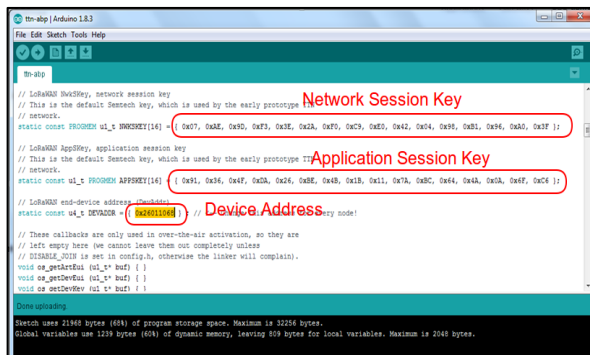 ttn-abp | Arduino 1.8.3
File Edit Sketch Tools Help
ttn-abp
// LoRaWAN NwkSKey, network session key
Network Session Key
// This is the default Semtech key, which is used by the early prototype TTN
// network.
static const PROGMEM u1_t NWKSKEY[16] = { 0x07, 0xAE, 0x9D, 0xF3, 0x3E, 0x2A, 0xF0, 0xC9, 0xE0, 0x42, 0x04, 0x98, 0xB1, 0x96, 0xA0, 0x3F };
// LoRaWAN AppSKey, application session key
Application Session Key
// This is the default Semtech key, which is used by the early prototype TTN
// network.
static const u1_t PROGMEM APPSKEY[16] = { 0x91, 0x36, 0x4F, 0xDA, 0x26, 0xBE, 0x4B, 0x1B, 0x11, 0x7A, 0xBC, 0x64, 0x4A, 0x0A, 0x6F, 0xC6 };
// LoRaWAN end-device address (DevAddr)
Device Address
static const u4_t DEVADDR = { 0x26011068 } ; // <-- Change this address for every node!
// These callbacks are only used in over-the-air activation, so they are
// left empty here (we cannot leave them out completely unless
// DISABLE_JOIN is set in config.h, otherwise the linker will complain).
void os_getArtEui (u1_t* buf) { }
void os_getDevEui (u1_t* buf) { }
void os_getDevKey (u1_t* buf) { }
Done uploading.
Sketch uses 21968 bytes (68%) of program storage space. Maximum is 32256 bytes.
Global variables use 1239 bytes (60%) of dynamic memory, leaving 809 bytes for local variables. Maximum is 2048 bytes.